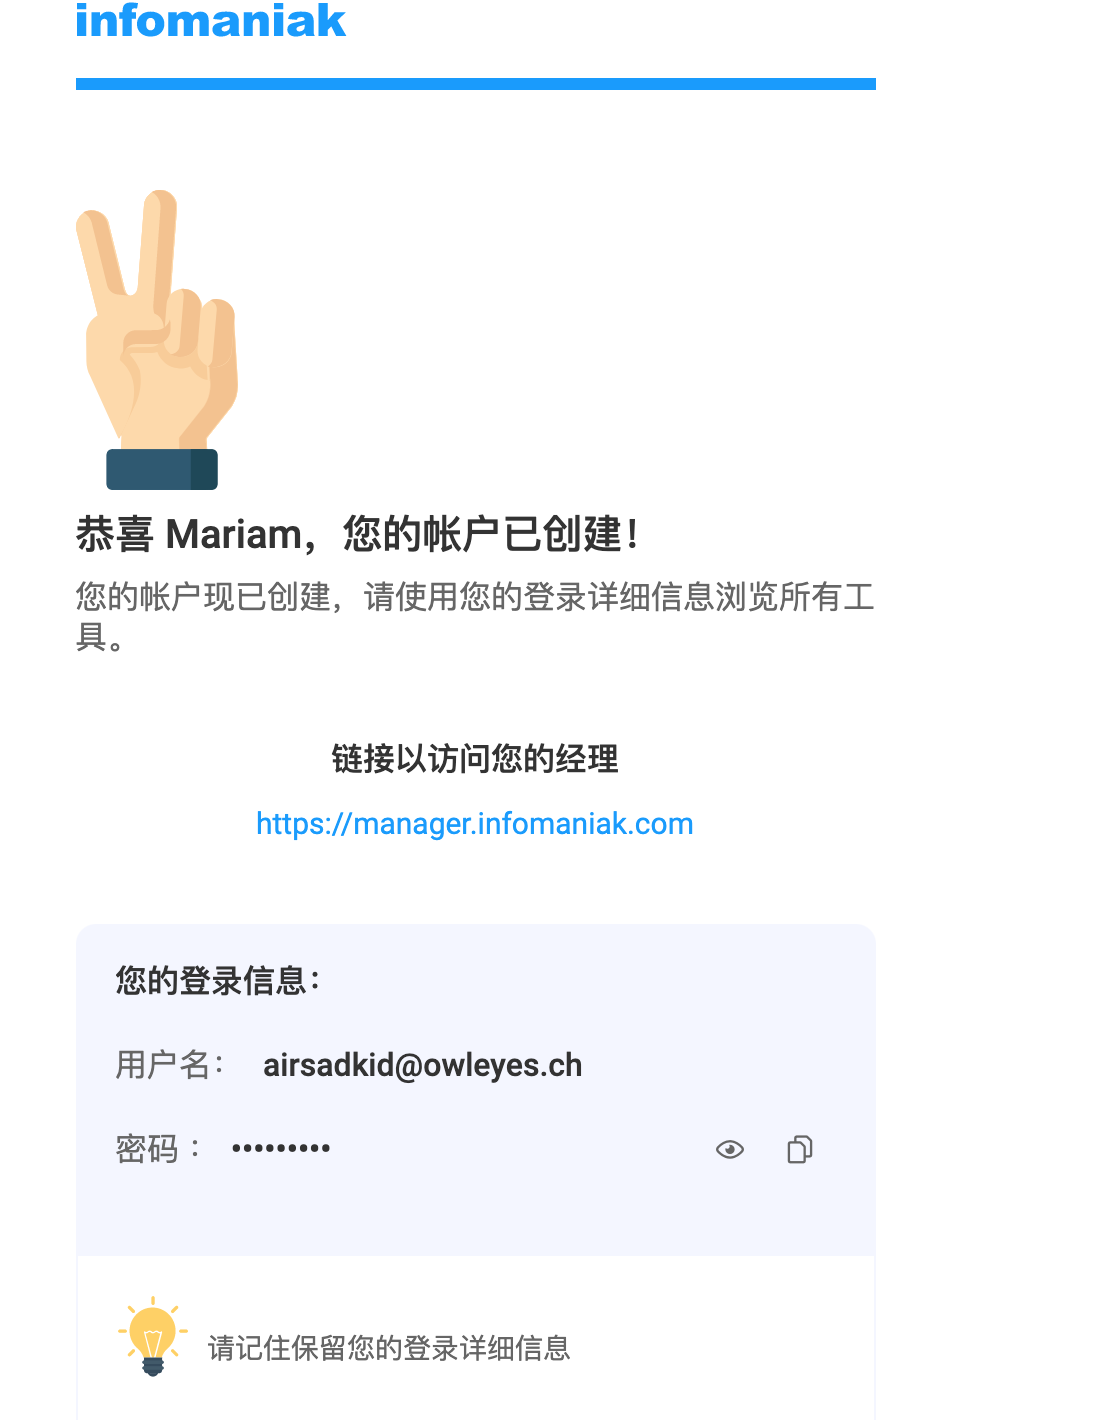 infomaniak
恭喜 Mariam，您的帐户已创建！
您的帐户现已创建，请使用您的登录详细信息浏览所有工
具。
链接以访问您的经理
https://manager.infomaniak.com
您的登录信息：
用户名： airsadkid@owleyes.ch
密码 : •••••••••
请记住保留您的登录详细信息